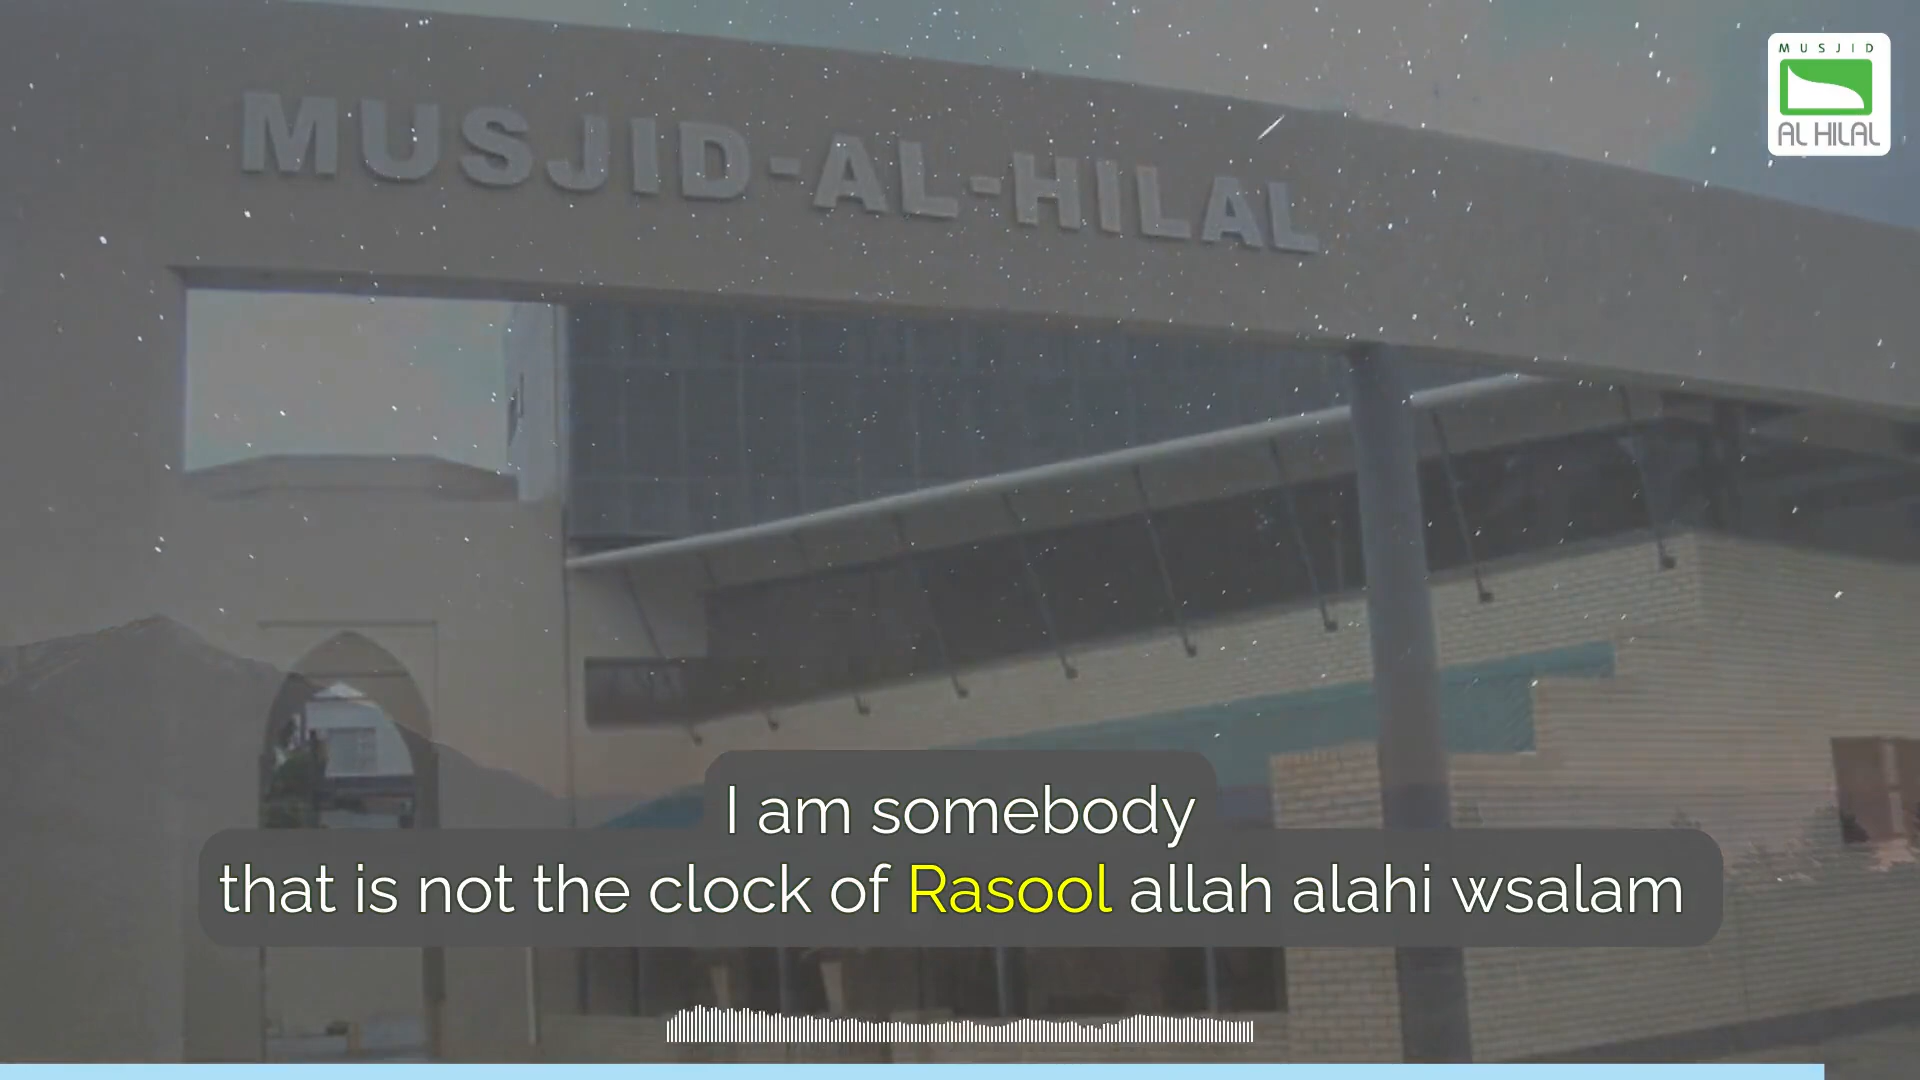 MUSJID
AL HILAL
MUSJID-AL-HILAL
I am somebody
that is not the clock of Rasool allah alahi wsalam